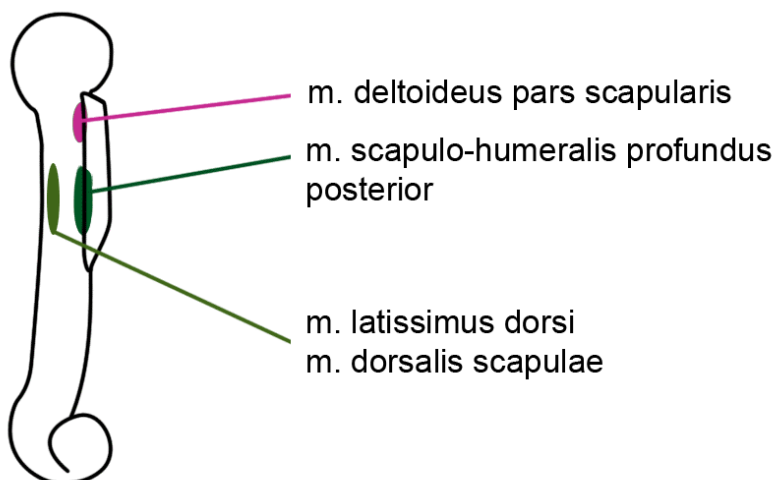 m. deltoideus pars scapularis
m. scapulo-humeralis profundus
posterior
m. latissimus dorsi
m. dorsalis scapulae